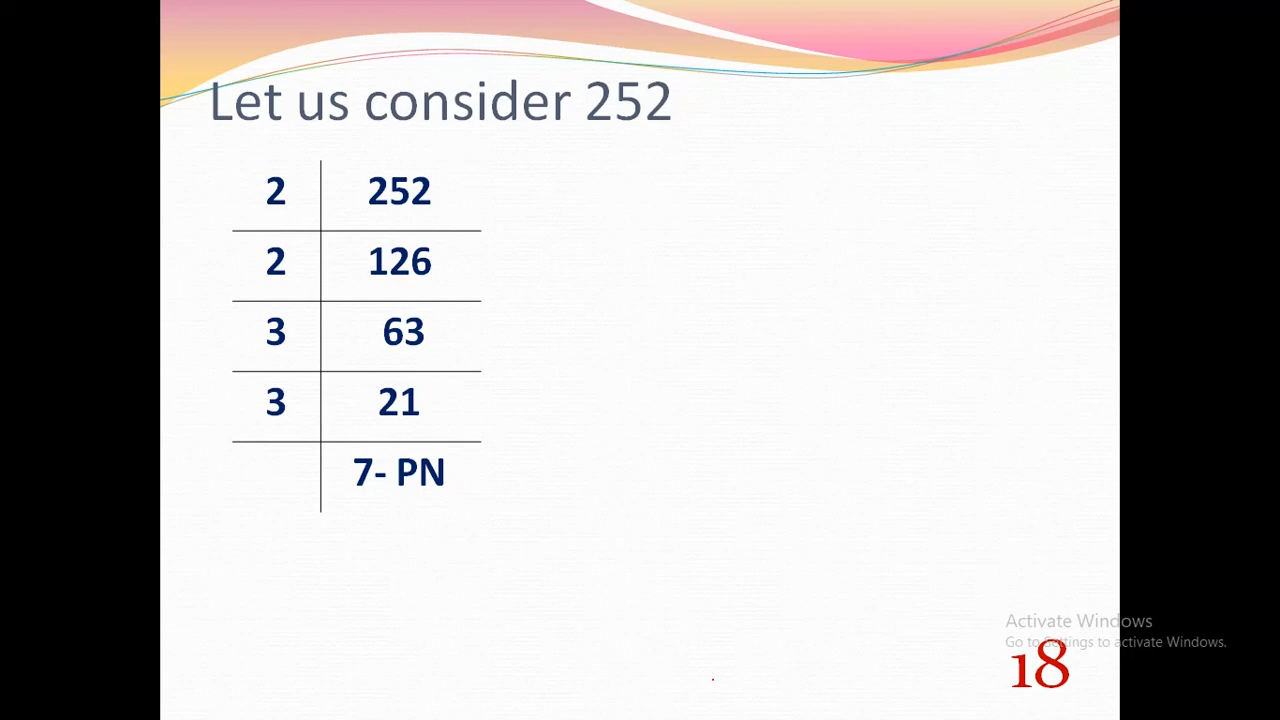 Let us consider 252
2 252
2 126
3 63
3 21
7- PN
Activate Windows
Go to Settings to activate Windows.
18